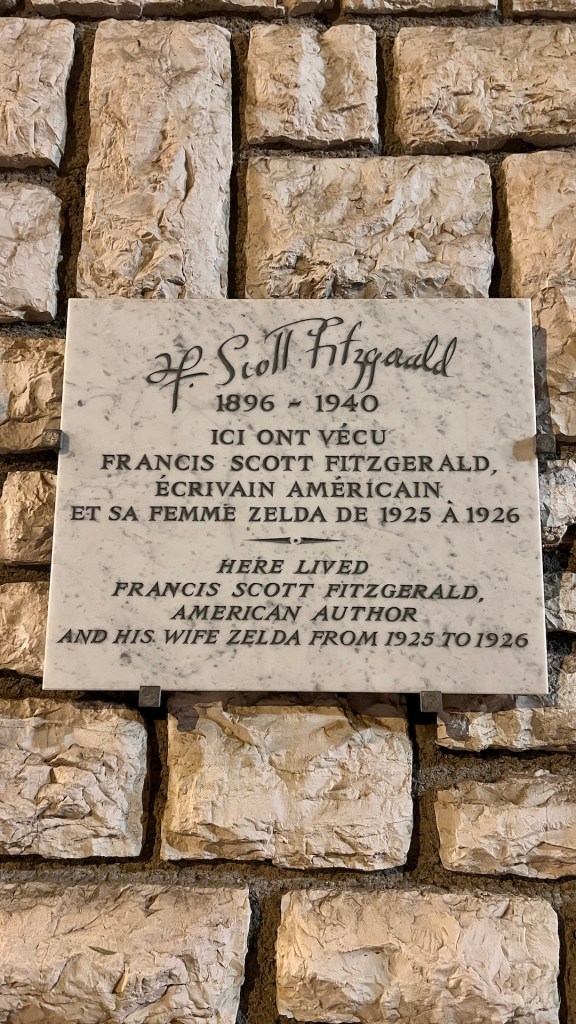 F. Scott Fitzgerald
1896 - 1940
ICI ONT VÉCU
FRANCIS SCOTT FITZGERALD,
ÉCRIVAIN AMÉRICAIN
ET SA FEMME ZELDA DE 1925 À 1926
HERE LIVED
FRANCIS SCOTT FITZGERALD,
AMERICAN AUTHOR
AND HIS WIFE ZELDA FROM 1925 TO 1926